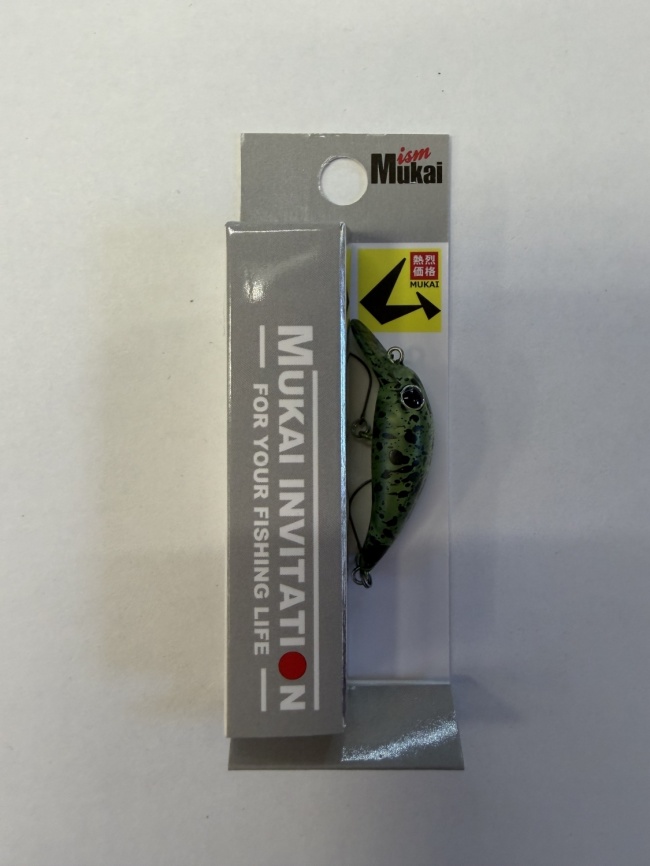 ism
Mukai
熱烈
価格
MUKAI
MUKAI INVITATION
FOR YOUR FISHING LIFE